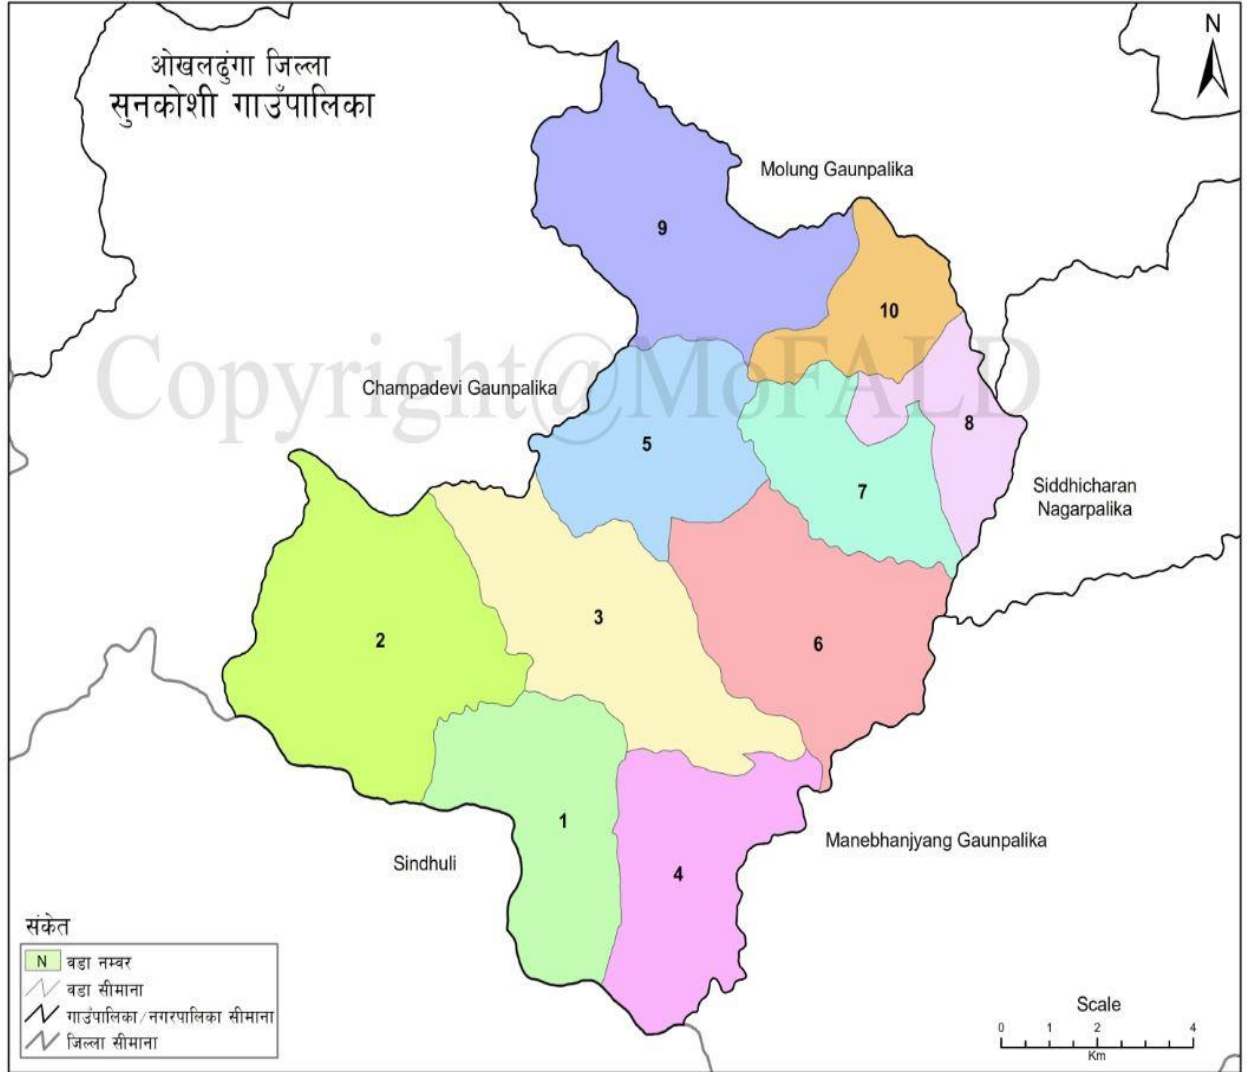 ओखलढुंगा जिल्ला
सुनकोशी गाउँपालिका
N
Molung Gaunpalika
9
10
Copyright@MoFALD
Champadevi Gaunpalika
5
8
7
Siddhicharan
Nagarpalika
3
2
6
1
Manebhanjyang Gaunpalika
Sindhuli
4
संकेत
N वडा नम्वर
वडा सीमाना
गाउँपालिका/नगरपालिका सीमाना
जिल्ला सीमाना
Scale
0 1 2 4
Km